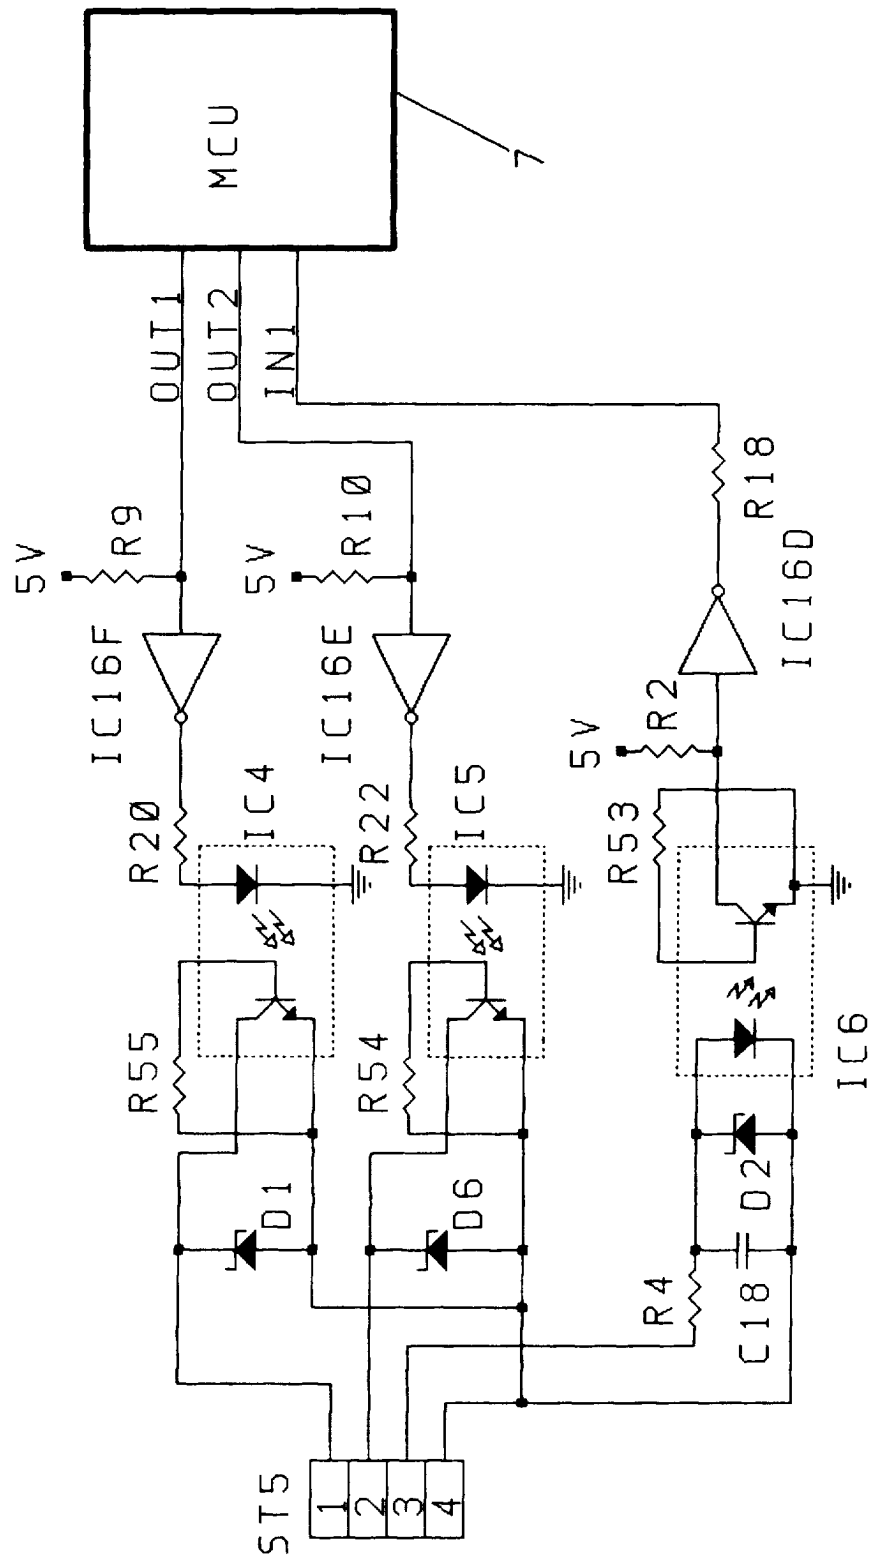 MCU
7
OUT1
OUT2
IN1
5V
R9
5V
R10
R18
IC16F
IC16E
IC16D
5V
R2
R20
IC4
R22
IC5
R53
R55
R54
IC6
D1
D6
D2
R4
C18
ST5
1
2
3
4